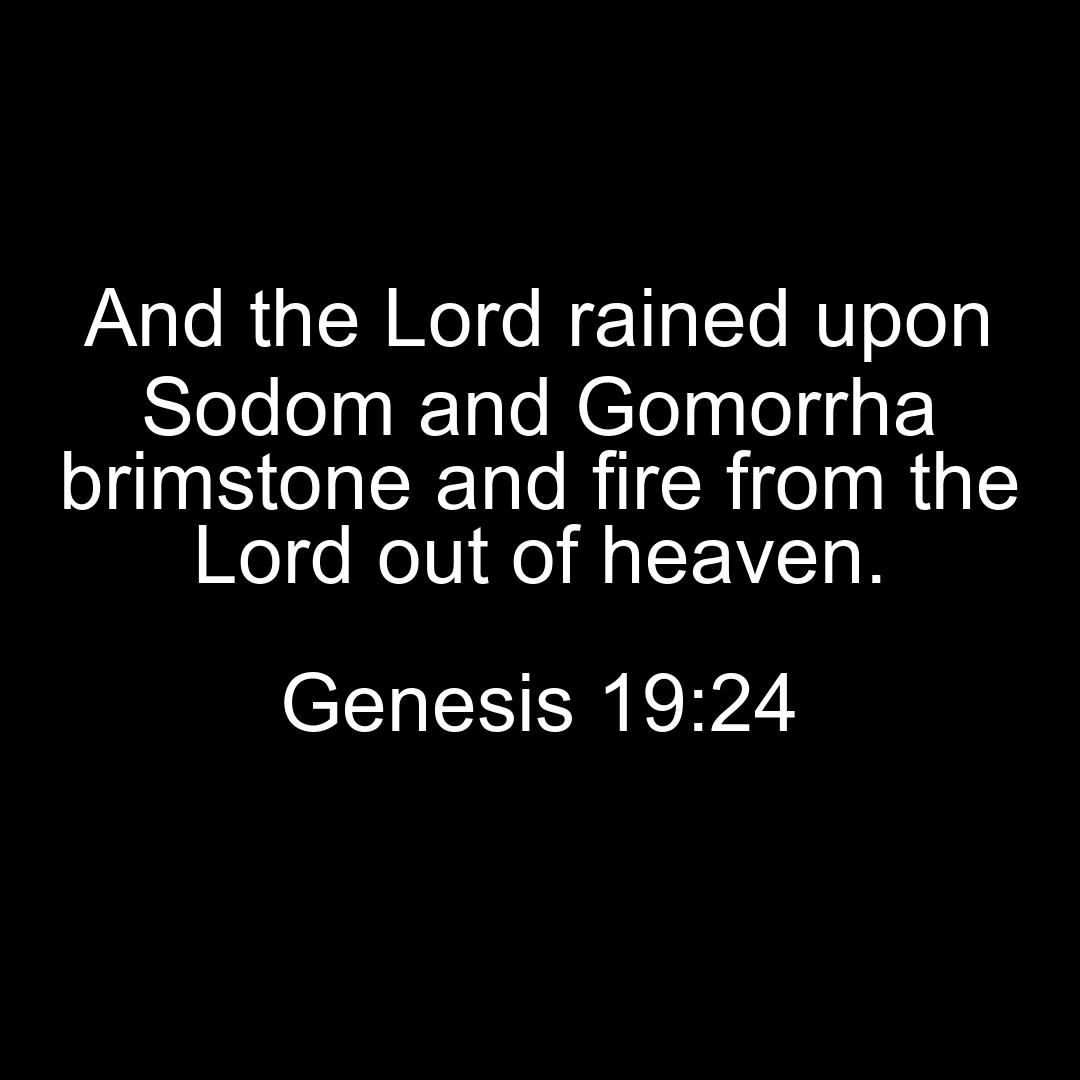 And the Lord rained upon
Sodom and Gomorrha
brimstone and fire from the
Lord out of heaven.
Genesis 19:24